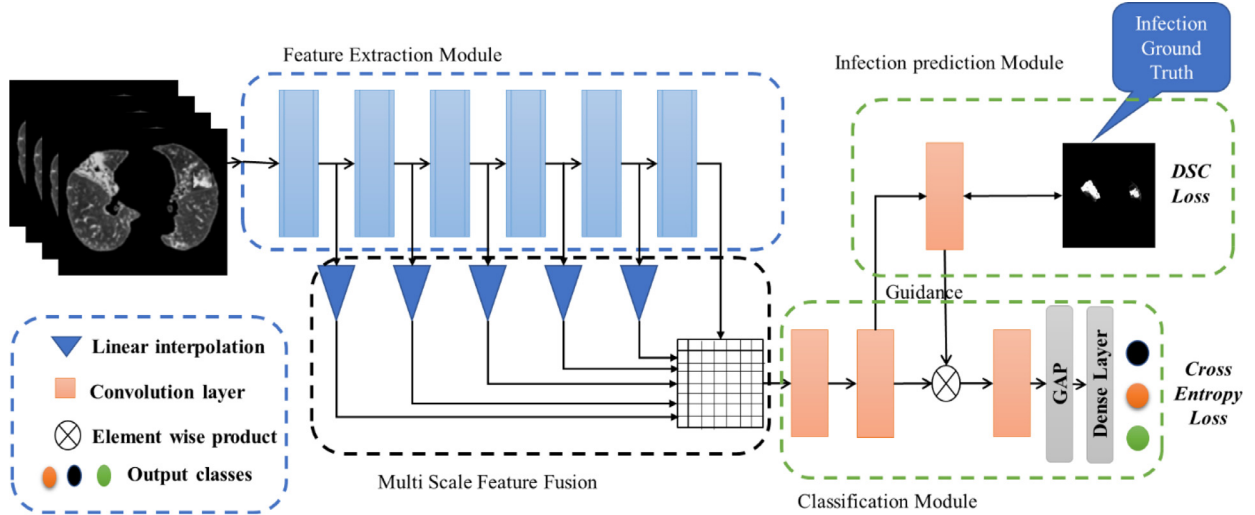 Feature Extraction Module
Infection prediction Module
Infection
Ground
Truth
DSC
Loss
Guidance
Linear interpolation
Convolution layer
Element wise product
Output classes
Multi Scale Feature Fusion
GAP
Dense Layer
Cross
Entropy
Loss
Classification Module